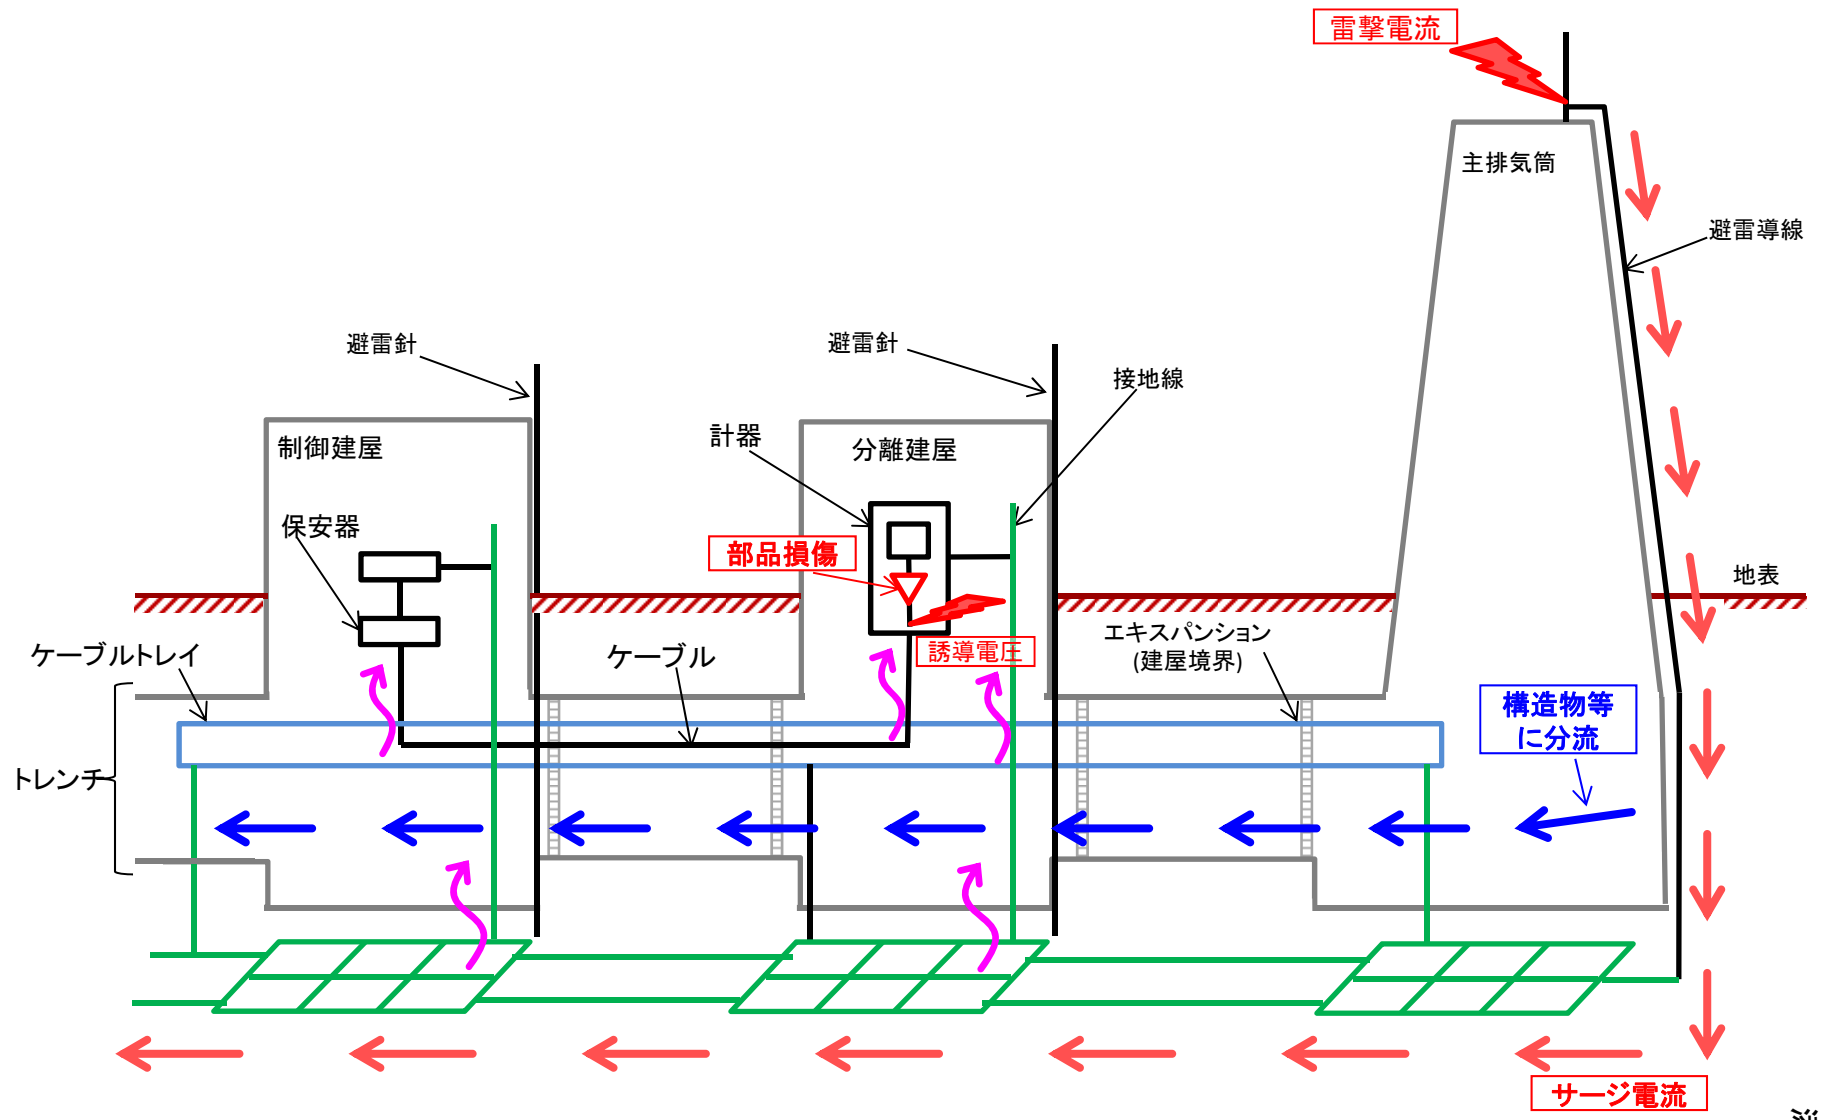 雷撃電流
主排気筒
避雷導線
避雷針
避雷針
接地線
計器
制御建屋
分離建屋
保安器
部品損傷
地表
エキスパンション
(建屋境界)
誘導電圧
ケーブルトレイ
ケーブル
構造物等
に分流
トレンチ
サージ電流